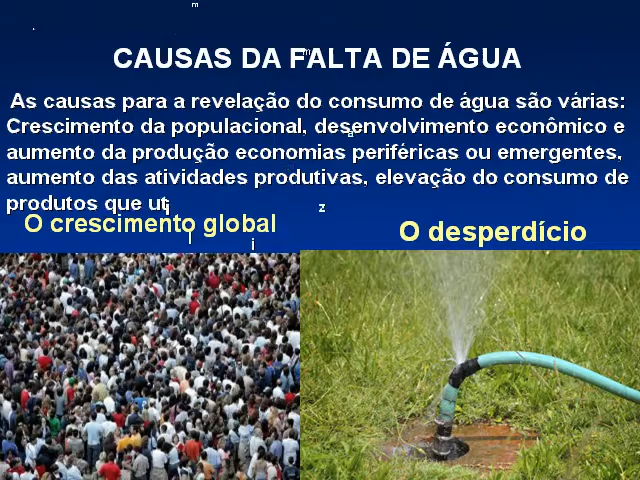 m
.
CAUSAS DA FALTA DE ÁGUA
m
As causas para a revelação do consumo de água são várias:
Crescimento da populacional, desenvolvimento econômico e
a
aumento da produção economias periféricas ou emergentes,
aumento das atividades produtivas, elevação do consumo de
produtos que uti
z
O crescimento global
l
i
O desperdício